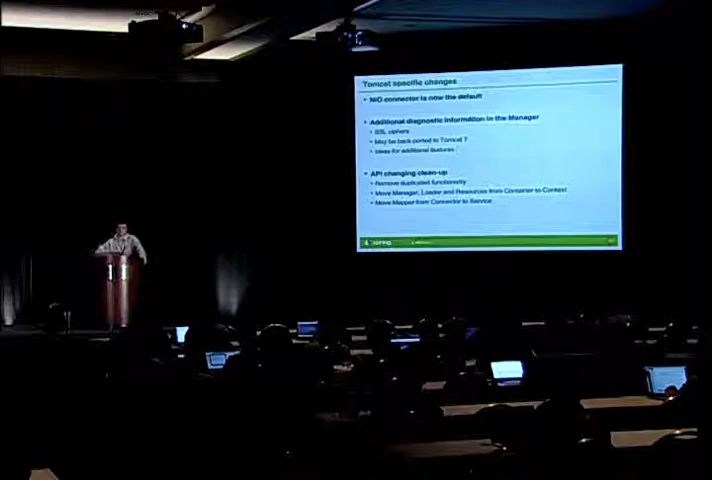 Tomcat specific changes
• NIO connector is now the default
• Additional diagnostic information in the Manager
• SSL ciphers
• May be back-ported to Tomcat 7
• Ideas for additional features
• API changing clean-up
• Remove duplicated functionality
• Move Manager, Loader and Resources from Container to Context
• Move Mapper from Connector to Service